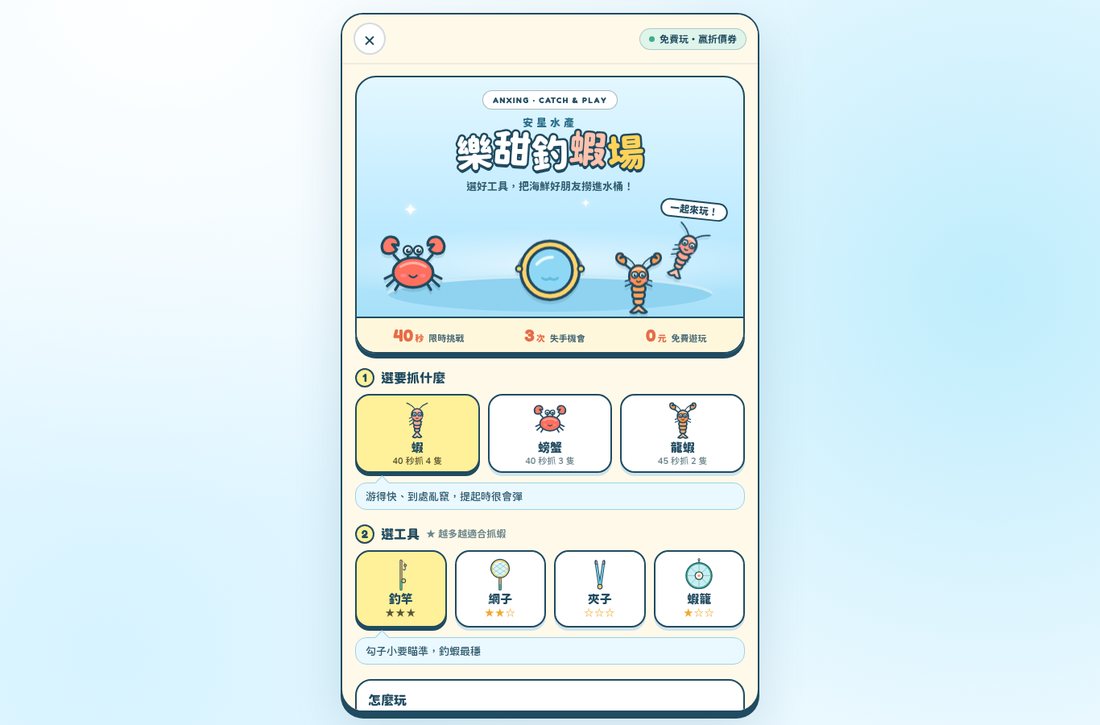 ×
免費玩・贏折價券
ANXING · CATCH & PLAY
安星水產
樂甜釣蝦場
選好工具，把海鮮好朋友撈進水桶！
一起來玩！
40秒 限時挑戰
3次 失手機會
0元 免費遊玩
1 選要抓什麼
蝦
40 秒抓 4 隻
螃蟹
40 秒抓 3 隻
龍蝦
45 秒抓 2 隻
游得快、到處亂竄，提起時很會彈
2 選工具 ★ 越多越適合抓蝦
釣竿
★★★
網子
★★☆
夾子
☆☆☆
蝦籠
★☆☆
勾子小要瞄準，釣蝦最穩
怎麼玩